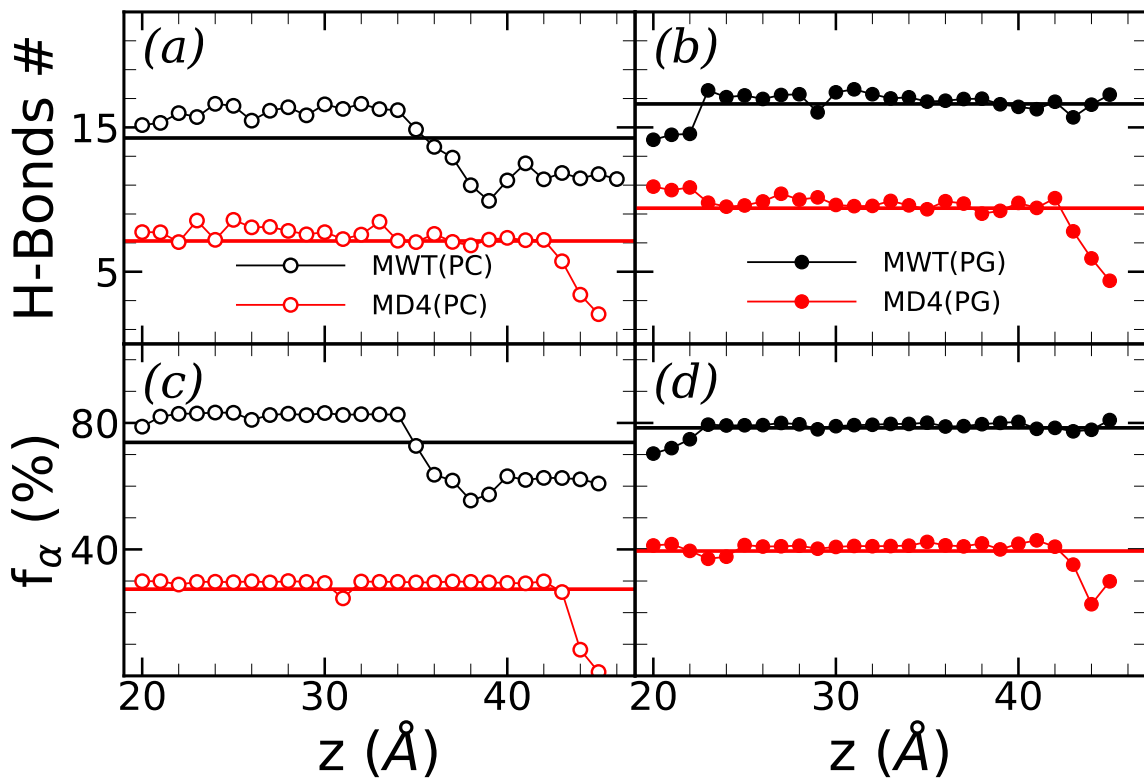 H-Bonds #
15
5
(a)
MWT(PC)
MD4(PC)
(b)
MWT(PG)
MD4(PG)
fα (%)
80
40
(c)
(d)
20
30
40
20
30
40
z (Å)
z (Å)